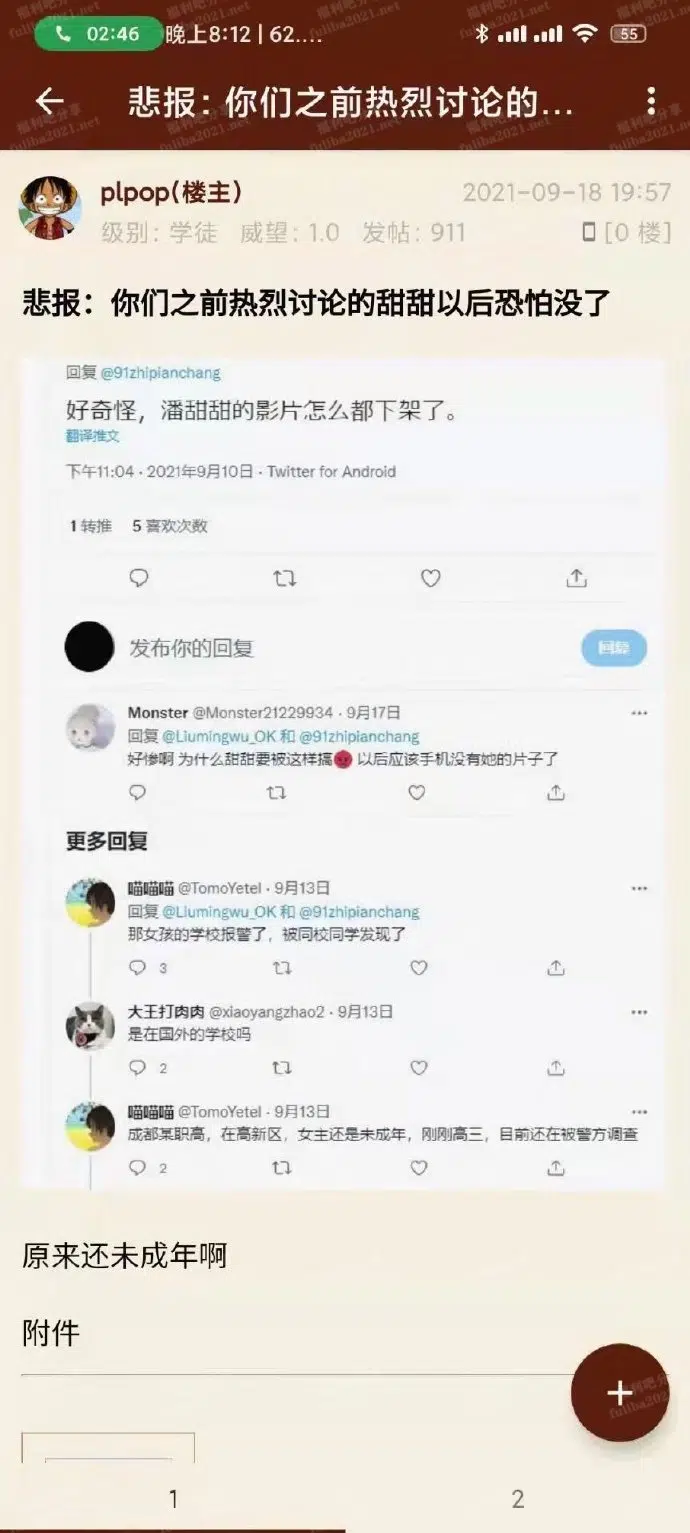 02:46 晚上8:12 | 62.... 55
悲报：你们之前热烈讨论的...
plpop(楼主)
2021-09-18 19:57
级别：学徒 威望：1.0 发帖：911
[0 楼]
悲报：你们之前热烈讨论的甜甜以后恐怕没了
回复 @91zhipianchang
好奇怪，潘甜甜的影片怎么都下架了。
翻译推文
下午11:04 · 2021年9月10日 · Twitter for Android
1 转推 5 喜欢次数
发布你的回复
回复
Monster @Monster21229934 · 9月17日
回复 @Liumingwu_OK 和 @91zhipianchang
好惨啊 为什么甜甜要被这样搞😡 以后应该手机没有她的片子了
更多回复
喵喵喵 @TomoYetel · 9月13日
回复 @Liumingwu_OK 和 @91zhipianchang
那女孩的学校报警了，被同校同学发现了
3
大王打肉肉 @xiaoyangzhao2 · 9月13日
是在国外的学校吗
2
喵喵喵 @TomoYetel · 9月13日
成都某职高，在高新区，女主还是未成年，刚刚高三，目前还在被警方调查
2
原来还未成年啊
附件
+
1 2
福利吧分享
fuliba2021.net